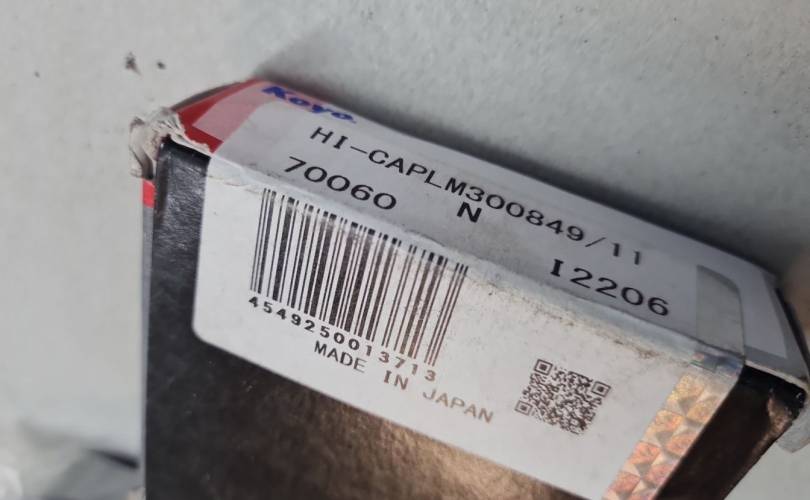 Koyo
HI-CAPLM300849/11
70060 N I2206
4549250013713
MADE IN JAPAN